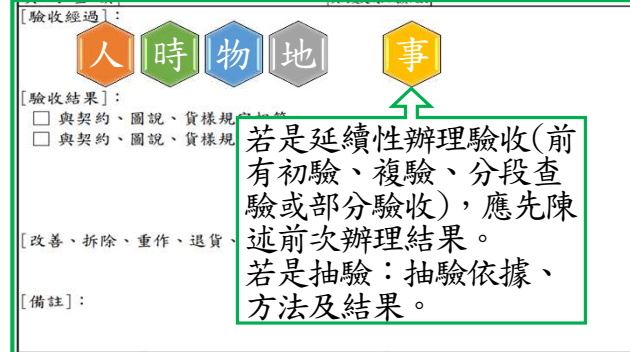 [驗收經過]：
人 時 物 地 事
[驗收結果]：
□ 與契約、圖說、貨樣規定相符
□ 與契約、圖說、貨樣規
若是延續性辦理驗收(前
有初驗、複驗、分段查
驗或部分驗收)，應先陳
述前次辦理結果。
若是抽驗：抽驗依據、
方法及結果。
[改善、拆除、重作、退貨、
[備註]：